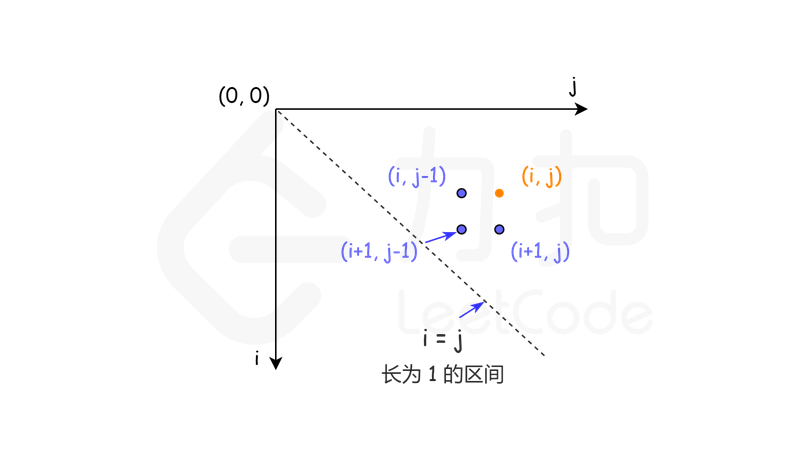 (0, 0)
j
(i, j-1)
(i, j)
(i+1, j-1)
(i+1, j)
力扣
LeetCode
i = j
i
长为 1 的区间